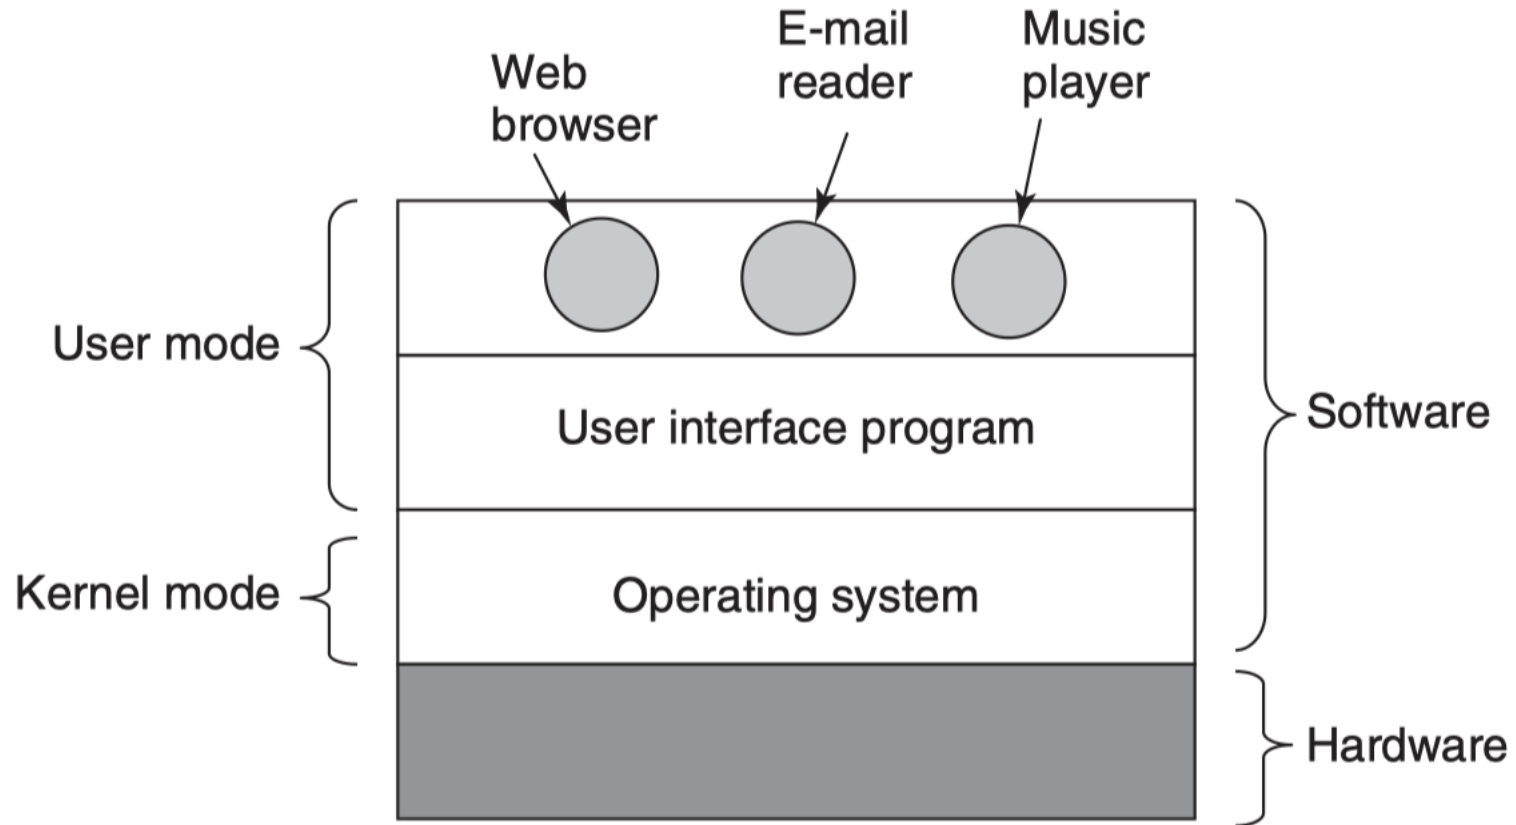 Web
browser
E-mail
reader
Music
player
User mode
User interface program
Software
Kernel mode
Operating system
Hardware